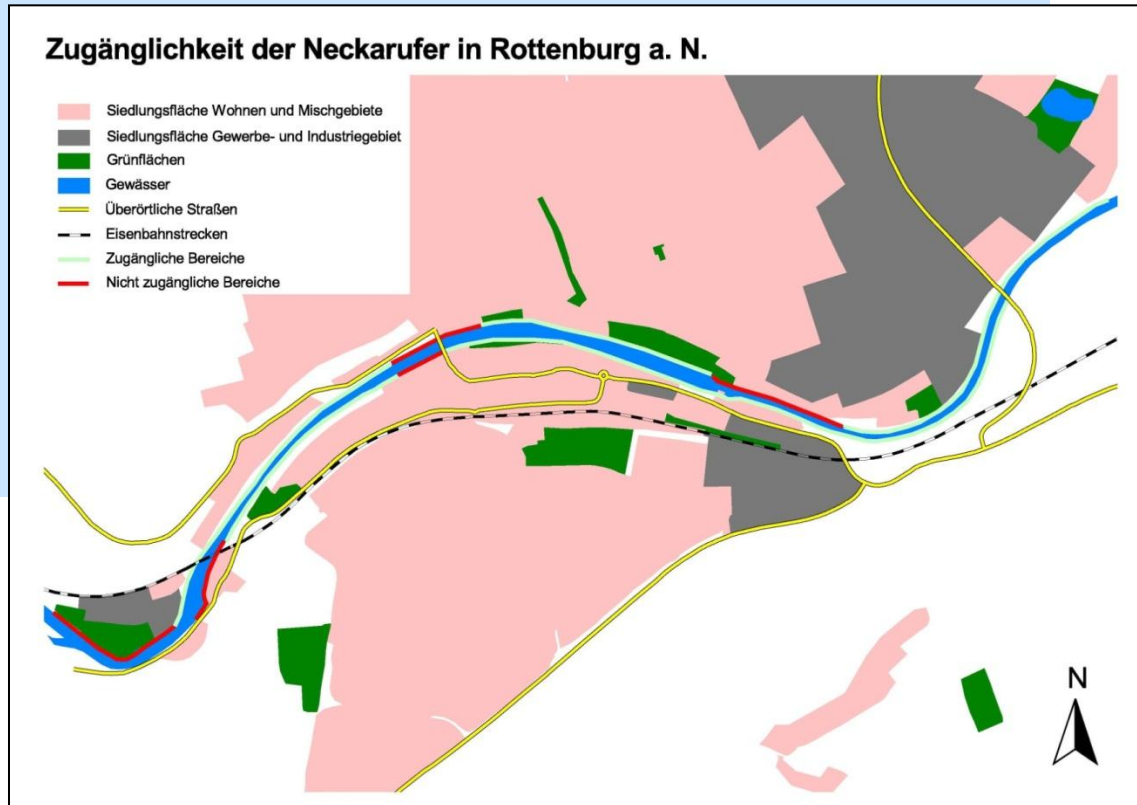 Zugänglichkeit der Neckarufer in Rottenburg a. N.
Siedlungsfläche Wohnen und Mischgebiete
Siedlungsfläche Gewerbe- und Industriegebiet
Grünflächen
Gewässer
Überörtliche Straßen
Eisenbahnstrecken
Zugängliche Bereiche
Nicht zugängliche Bereiche
N